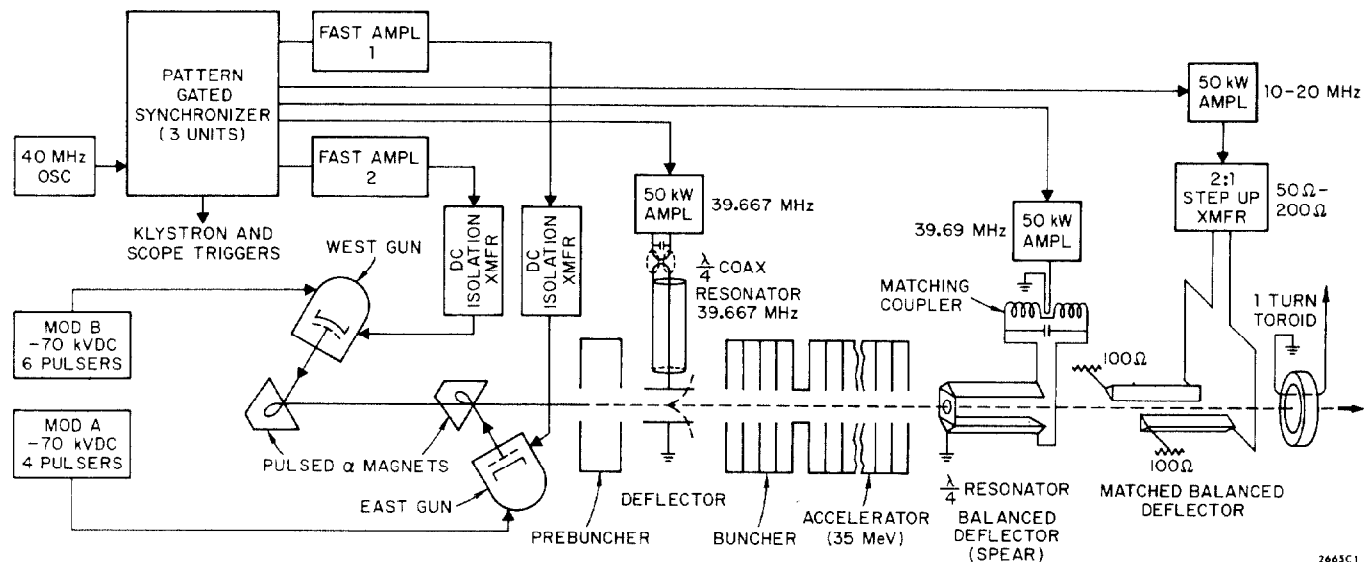 FAST AMPL
1
PATTERN
GATED
SYNCHRONIZER
(3 UNITS)
40 MHz
OSC
FAST AMPL
2
KLYSTRON AND
SCOPE TRIGGERS
WEST GUN
DC
ISOLATION
XMFR
DC
ISOLATION
XMFR
MOD B
-70 kVDC
6 PULSERS
MOD A
-70 kVDC
4 PULSERS
PULSED α MAGNETS
EAST GUN
50 kW
AMPL
39.667 MHz
λ/4 COAX
RESONATOR
39.667 MHz
PREBUNCHER
DEFLECTOR
BUNCHER
ACCELERATOR
(35 MeV)
50 kW
AMPL
39.69 MHz
MATCHING
COUPLER
λ/4 RESONATOR
BALANCED
DEFLECTOR
(SPEAR)
50 kW
AMPL
10-20 MHz
2:1
STEP UP
XMFR
50Ω-
200Ω
100Ω
100Ω
MATCHED BALANCED
DEFLECTOR
1 TURN
TOROID
2665C1